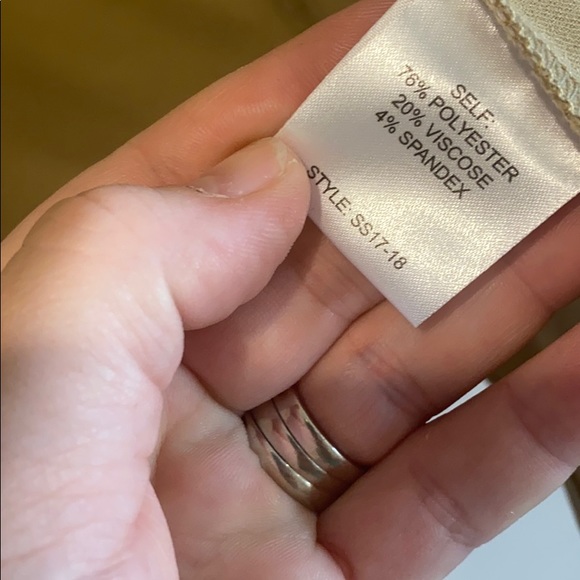 SELF:
76% POLYESTER
20% VISCOSE
4% SPANDEX
STYLE: SS17-18